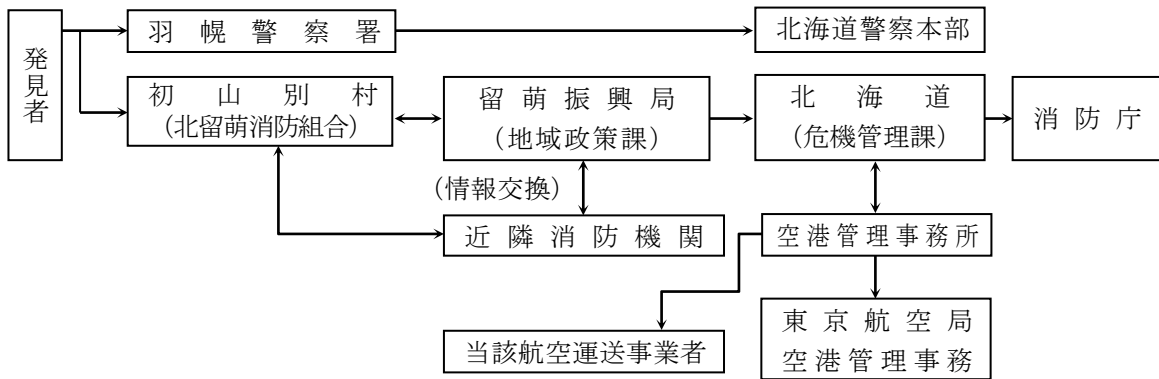 発見者
羽幌警察署
北海道警察本部
初山別村
(北留萌消防組合)
留萌振興局
(地域政策課)
北海道
(危機管理課)
消防庁
(情報交換)
近隣消防機関
空港管理事務所
当該航空運送事業者
東京航空局
空港管理事務